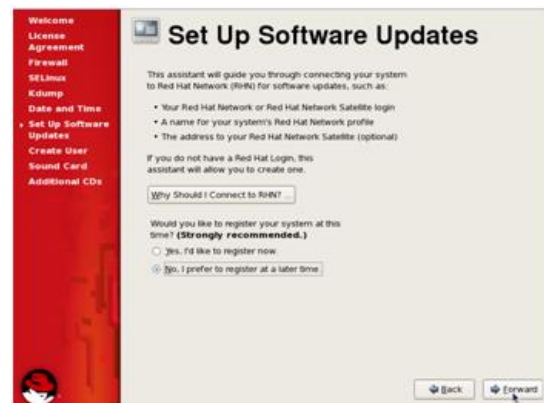 Welcome
License
Agreement
Firewall
SELinux
Kdump
Date and Time
Set Up Software
Updates
Create User
Sound Card
Additional CDs
Set Up Software Updates
This assistant will guide you through connecting your system
to Red Hat Network (RHN) for software updates, such as:
• Your Red Hat Network or Red Hat Network Satellite login
• A name for your system's Red Hat Network profile
• The address to your Red Hat Network Satellite (optional)
If you do not have a Red Hat Login, this
assistant will allow you to create one.
Why Should I Connect to RHN? ...
Would you like to register your system at this
time? (Strongly recommended.)
Yes, I'd like to register now.
No, I prefer to register at a later time.
Back
Forward